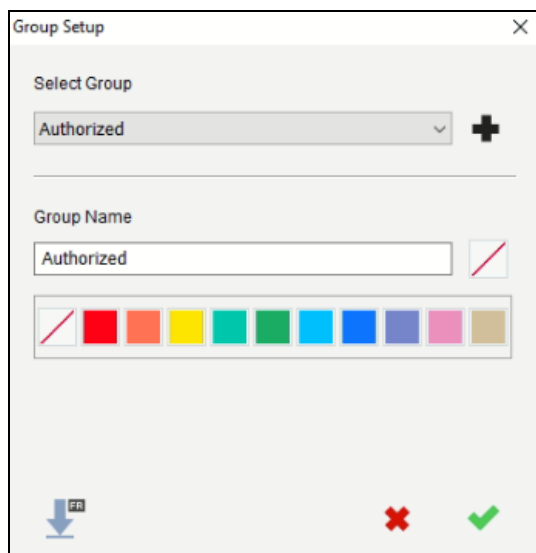 Group Setup
Select Group
Authorized
Group Name
Authorized
FR